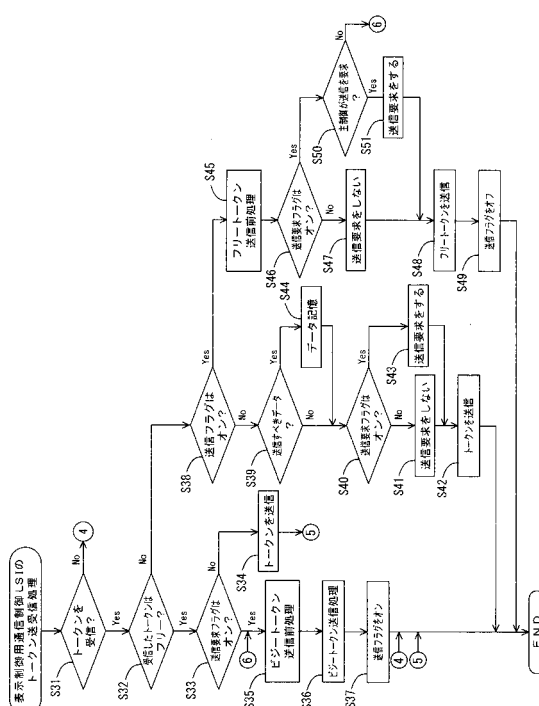 表示制御用通信制御LSIの
トークン送受信処理
S31
トークンを
受信?
No
④
Yes
S32
受信したトークンは
フリー?
No
Yes
S33
送信要求フラグは
オン?
No
S34
トークンを送信
⑤
⑥
Yes
S35
ビジートークン
送信前処理
S36
ビジートークン送信処理
S37
送信フラグをオン
④
⑤
S38
送信フラグは
オン?
Yes
No
S39
送信すべきデータ
?
Yes
S44
データ記憶
No
S40
送信要求フラグは
オン?
Yes
S43
送信要求をする
No
S41
送信要求をしない
S42
トークンを送信
S45
フリートークン
送信前処理
S46
送信要求フラグは
オン?
Yes
No
S47
送信要求をしない
S50
主制御が送信を要求
?
No
⑥
Yes
S51
送信要求をする
S48
フリートークンを送信
S49
送信フラグをオフ
END